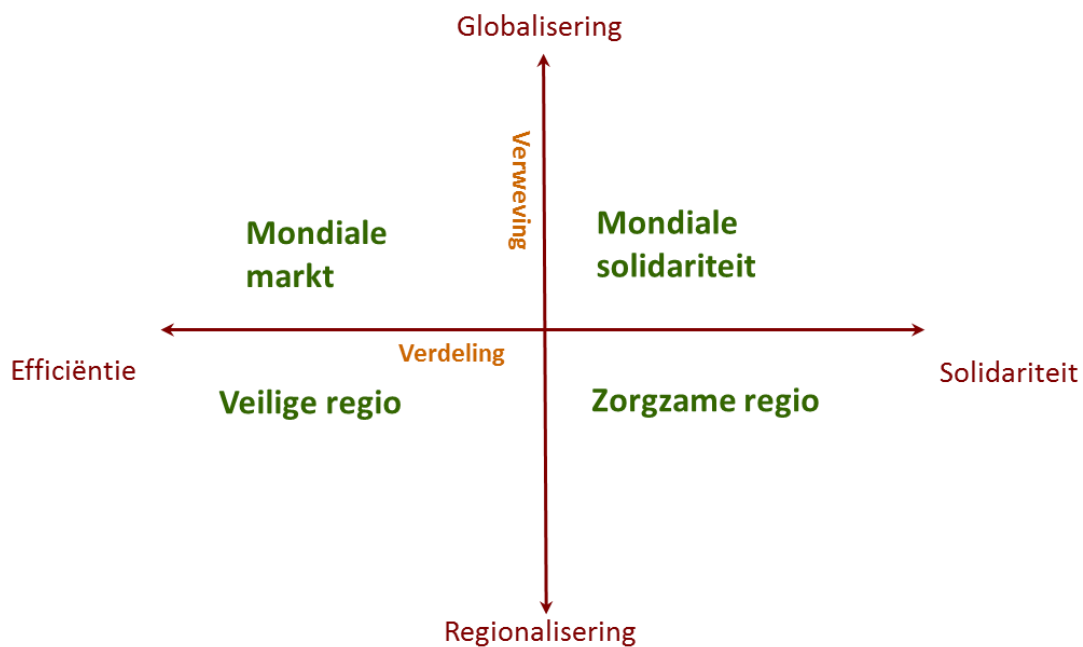 Globalisering
Verweving
Mondiale
markt
Mondiale
solidariteit
Verdeling
Efficiëntie
Solidariteit
Veilige regio
Zorgzame regio
Regionalisering